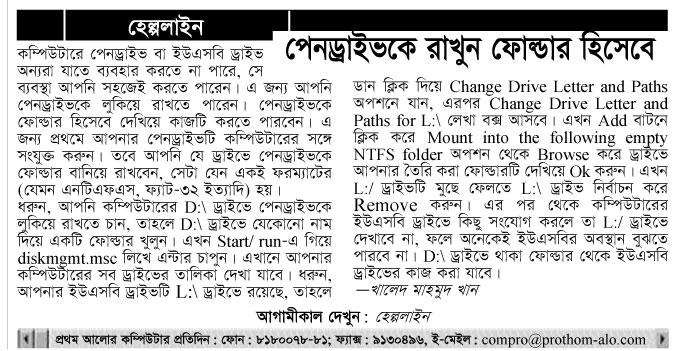 হেল্পলাইন
পেনড্রাইভকে রাখুন ফোল্ডার হিসেবে
কম্পিউটারে পেনড্রাইভ বা ইউএসবি ড্রাইভ
অন্যরা যাতে ব্যবহার করতে না পারে, সে
ব্যবস্থা আপনি সহজেই করতে পারেন। এ জন্য আপনি
পেনড্রাইভকে লুকিয়ে রাখতে পারেন। পেনড্রাইভকে
ফোল্ডার হিসেবে দেখিয়ে কাজটি করতে পারবেন। এ
জন্য প্রথমে আপনার পেনড্রাইভটি কম্পিউটারের সঙ্গে
সংযুক্ত করুন। তবে আপনি যে ড্রাইভে পেনড্রাইভকে
ফোল্ডার বানিয়ে রাখবেন, সেটা যেন একই ফরম্যাটের
(যেমন এনটিএফএস, ফ্যাট-৩২ ইত্যাদি) হয়।
ধরুন, আপনি কম্পিউটারের D:\ ড্রাইভে পেনড্রাইভকে
লুকিয়ে রাখতে চান, তাহলে D:\ ড্রাইভে যেকোনো নাম
দিয়ে একটি ফোল্ডার খুলুন। এখন Start/ run-এ গিয়ে
diskmgmt.msc লিখে এন্টার চাপুন। এখানে আপনার
কম্পিউটারের সব ড্রাইভের তালিকা দেখা যাবে। ধরুন,
আপনার ইউএসবি ড্রাইভটি L:\ ড্রাইভে রয়েছে, তাহলে
ডান ক্লিক দিয়ে Change Drive Letter and Paths
অপশনে যান, এরপর Change Drive Letter and
Paths for L:\ লেখা বক্স আসবে। এখন Add বাটনে
ক্লিক করে Mount into the following empty
NTFS folder অপশন থেকে Browse করে ড্রাইভে
আপনার তৈরি করা ফোল্ডারটি দেখিয়ে Ok করুন। এখন
L:/ ড্রাইভটি মুছে ফেলতে L:\ ড্রাইভ নির্বাচন করে
Remove করুন। এর পর থেকে কম্পিউটারের
ইউএসবি ড্রাইভে কিছু সংযোগ করলে তা L:/ ড্রাইভে
দেখাবে না, ফলে অনেকেই ইউএসবির অবস্থান বুঝতে
পারবে না। D:\ ড্রাইভে থাকা ফোল্ডার থেকে ইউএসবি
ড্রাইভের কাজ করা যাবে।
—খালেদ মাহমুদ খান
আগামীকাল দেখুন : হেল্পলাইন
প্রথম আলোর কম্পিউটার প্রতিদিন : ফোন : ৮১৮০০৭৮-৮১; ফ্যাক্স : ৯১৩০৪৯৬, ই-মেইল : compro@prothom-alo.com